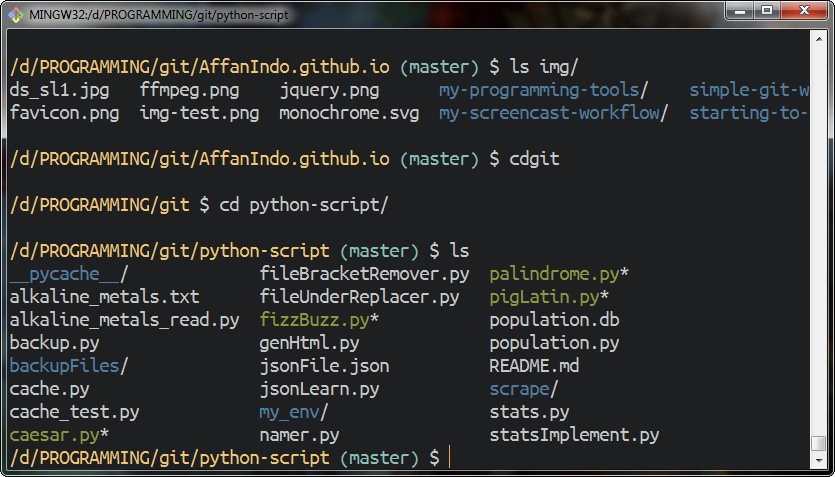 MINGW32:/d/PROGRAMMING/git/python-script
/d/PROGRAMMING/git/AffanIndo.github.io (master) $ ls img/
ds_sl1.jpg   ffmpeg.png    jquery.png      my-programming-tools/    simple-git-w
favicon.png  img-test.png  monochrome.svg  my-screencast-workflow/  starting-to-
/d/PROGRAMMING/git/AffanIndo.github.io (master) $ cdgit
/d/PROGRAMMING/git $ cd python-script/
/d/PROGRAMMING/git/python-script (master) $ ls
__pycache__/             fileBracketRemover.py  palindrome.py*
alkaline_metals.txt      fileUnderReplacer.py   pigLatin.py*
alkaline_metals_read.py  fizzBuzz.py*           population.db
backup.py                genHtml.py             population.py
backupFiles/             jsonFile.json          README.md
cache.py                 jsonLearn.py           scrape/
cache_test.py            my_env/                stats.py
caesar.py*               namer.py               statsImplement.py
/d/PROGRAMMING/git/python-script (master) $